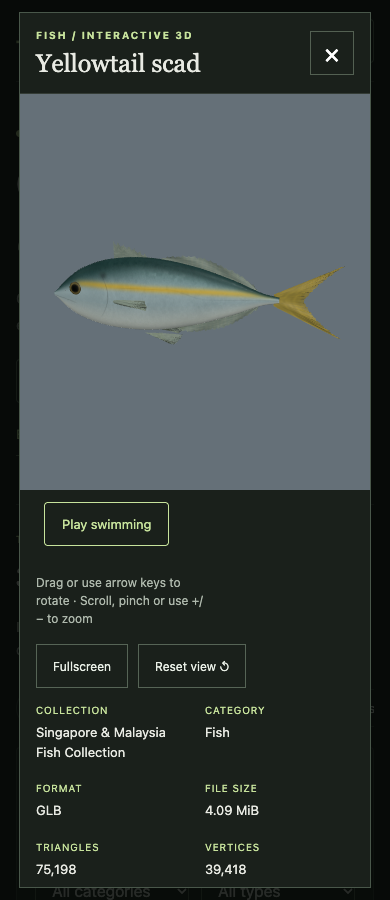 FISH / INTERACTIVE 3D
Yellowtail scad
×
Play swimming
Drag or use arrow keys to
rotate · Scroll, pinch or use +/
− to zoom
Fullscreen
Reset view ↺
COLLECTION
Singapore & Malaysia
Fish Collection
CATEGORY
Fish
FORMAT
GLB
FILE SIZE
4.09 MiB
TRIANGLES
75,198
VERTICES
39,418
All categories
All types